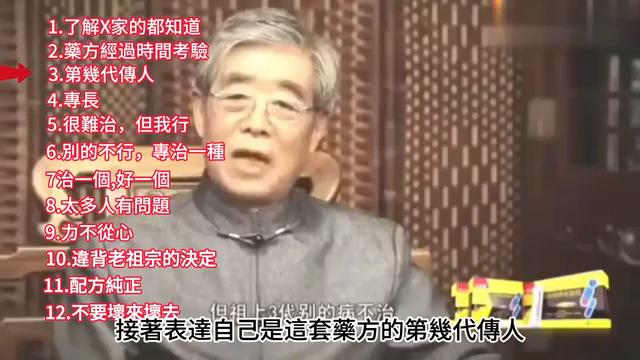 1.了解X家的都知道
2.藥方經過時間考驗
3.第幾代傳人
4.專長
5.很難治，但我行
6.別的不行，專治一種
7治一個,好一個
8.太多人有問題
9.力不從心
10.違背老祖宗的決定
11.配方純正
12.不要壞來壞去
但祖上3代别的病不治
接著表達自己是這套藥方的第幾代傳人